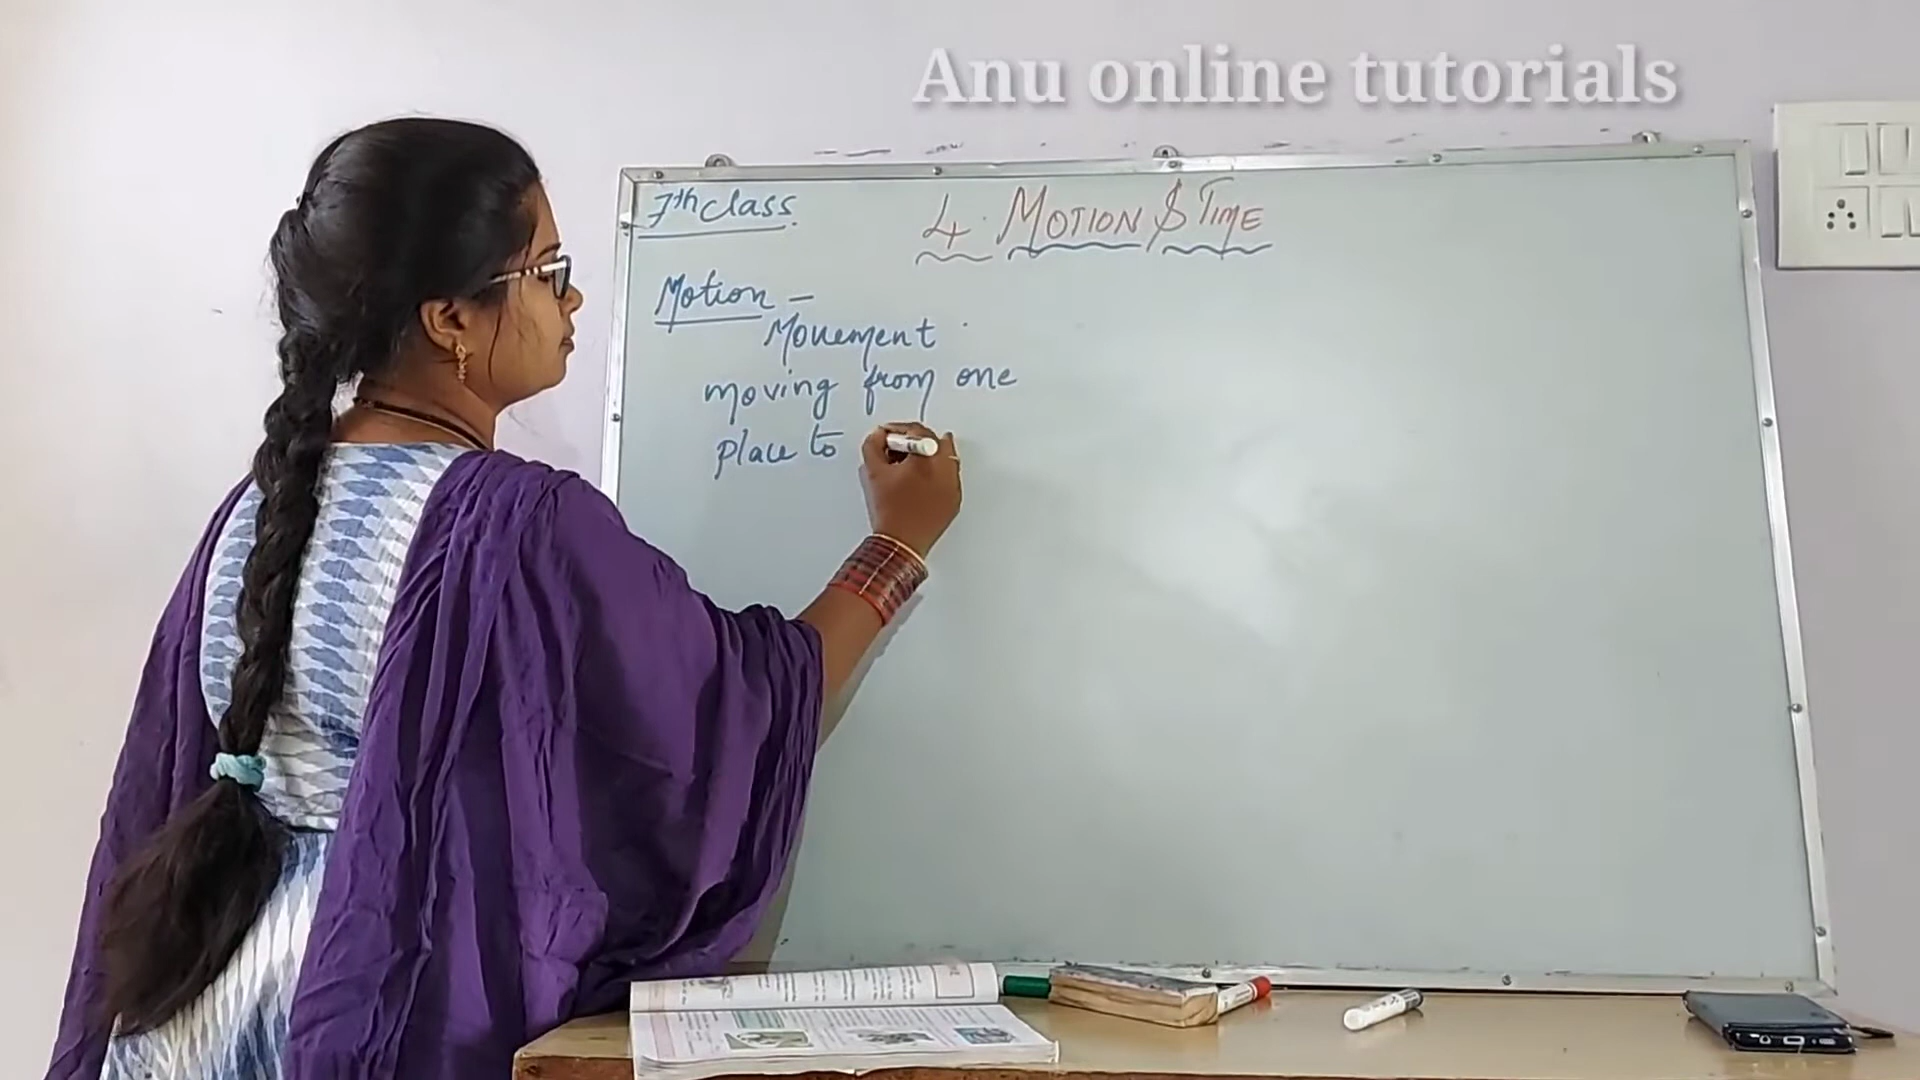 Anu online tutorials
7th class
4. MOTION & TIME
Motion -
Movement
moving from one
place to